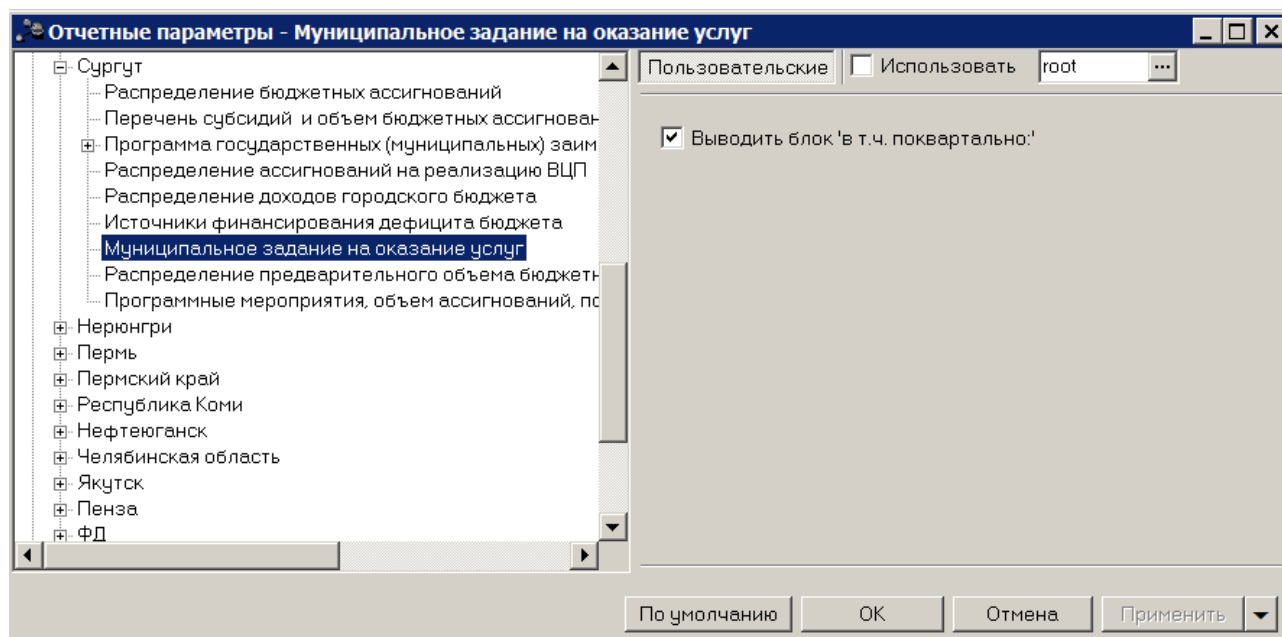 Отчетные параметры - Муниципальное задание на оказание услуг
Сургут
Распределение бюджетных ассигнований
Перечень субсидий и объем бюджетных ассигнован
Программа государственных (муниципальных) заим
Распределение ассигнований на реализацию ВЦП
Распределение доходов городского бюджета
Источники финансирования дефицита бюджета
Муниципальное задание на оказание услуг
Распределение предварительного объема бюджетн
Программные мероприятия, объем ассигнований, по
Нерюнгри
Пермь
Пермский край
Республика Коми
Нефтеюганск
Челябинская область
Якутск
Пенза
ФД
Пользовательские Использовать root ...
Выводить блок 'в т.ч. поквартально:'
По умолчанию OK Отмена Применить